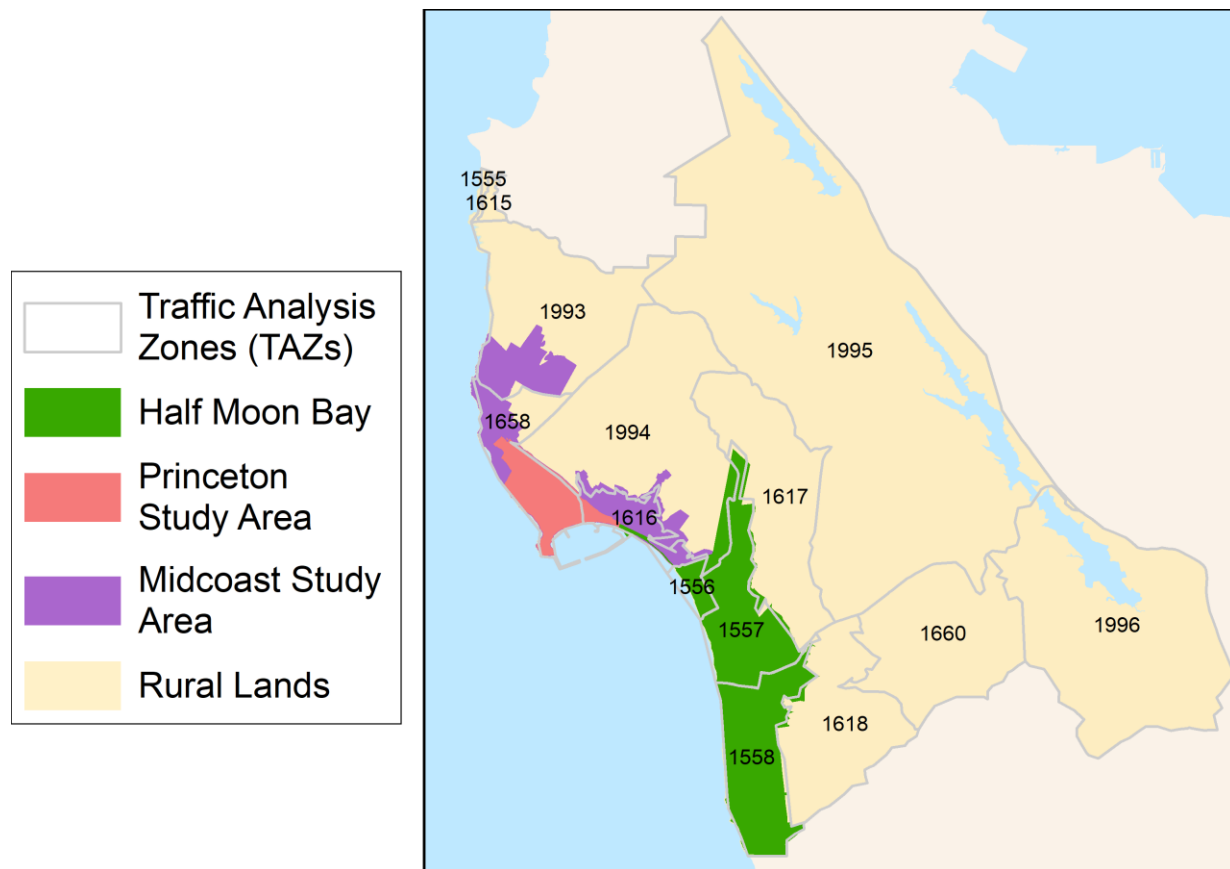 Traffic Analysis
Zones (TAZs)
Half Moon Bay
Princeton
Study Area
Midcoast Study
Area
Rural Lands
1555
1615
1993
1995
1658
1994
1617
1616
1556
1557
1660
1996
1618
1558